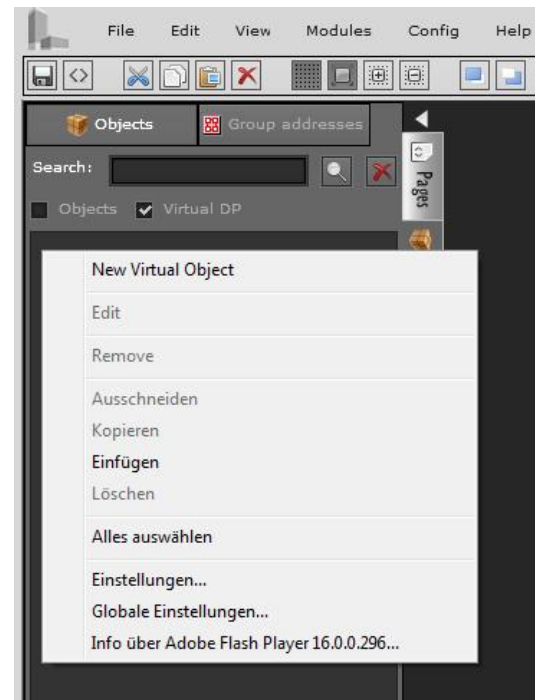 File Edit View Modules Config Help
Objects Group addresses
Search:
Pages
Objects Virtual DP
New Virtual Object
Edit
Remove
Ausschneiden
Kopieren
Einfügen
Löschen
Alles auswählen
Einstellungen...
Globale Einstellungen...
Info über Adobe Flash Player 16.0.0.296...